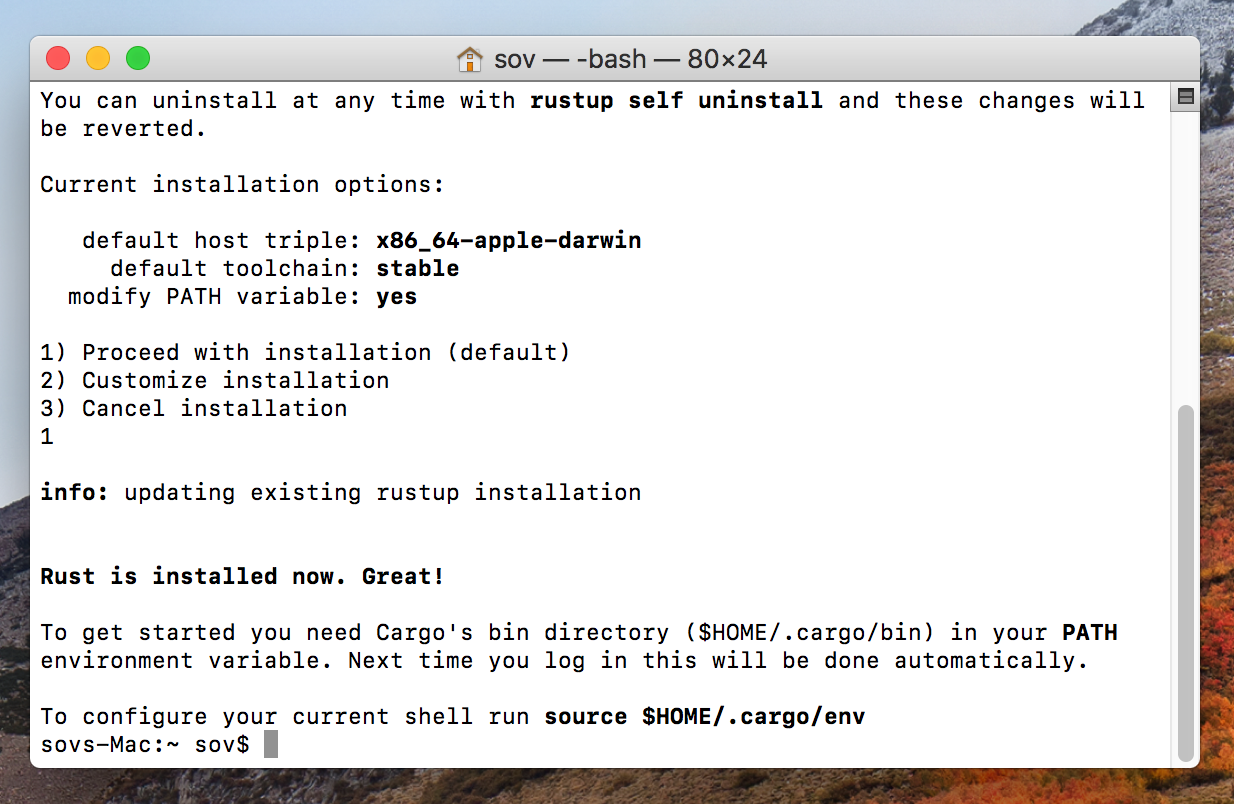 sov — -bash — 80×24
You can uninstall at any time with rustup self uninstall and these changes will
be reverted.
Current installation options:
default host triple: x86_64-apple-darwin
default toolchain: stable
modify PATH variable: yes
1) Proceed with installation (default)
2) Customize installation
3) Cancel installation
1
info: updating existing rustup installation
Rust is installed now. Great!
To get started you need Cargo's bin directory ($HOME/.cargo/bin) in your PATH
environment variable. Next time you log in this will be done automatically.
To configure your current shell run source $HOME/.cargo/env
sovs-Mac:~ sov$